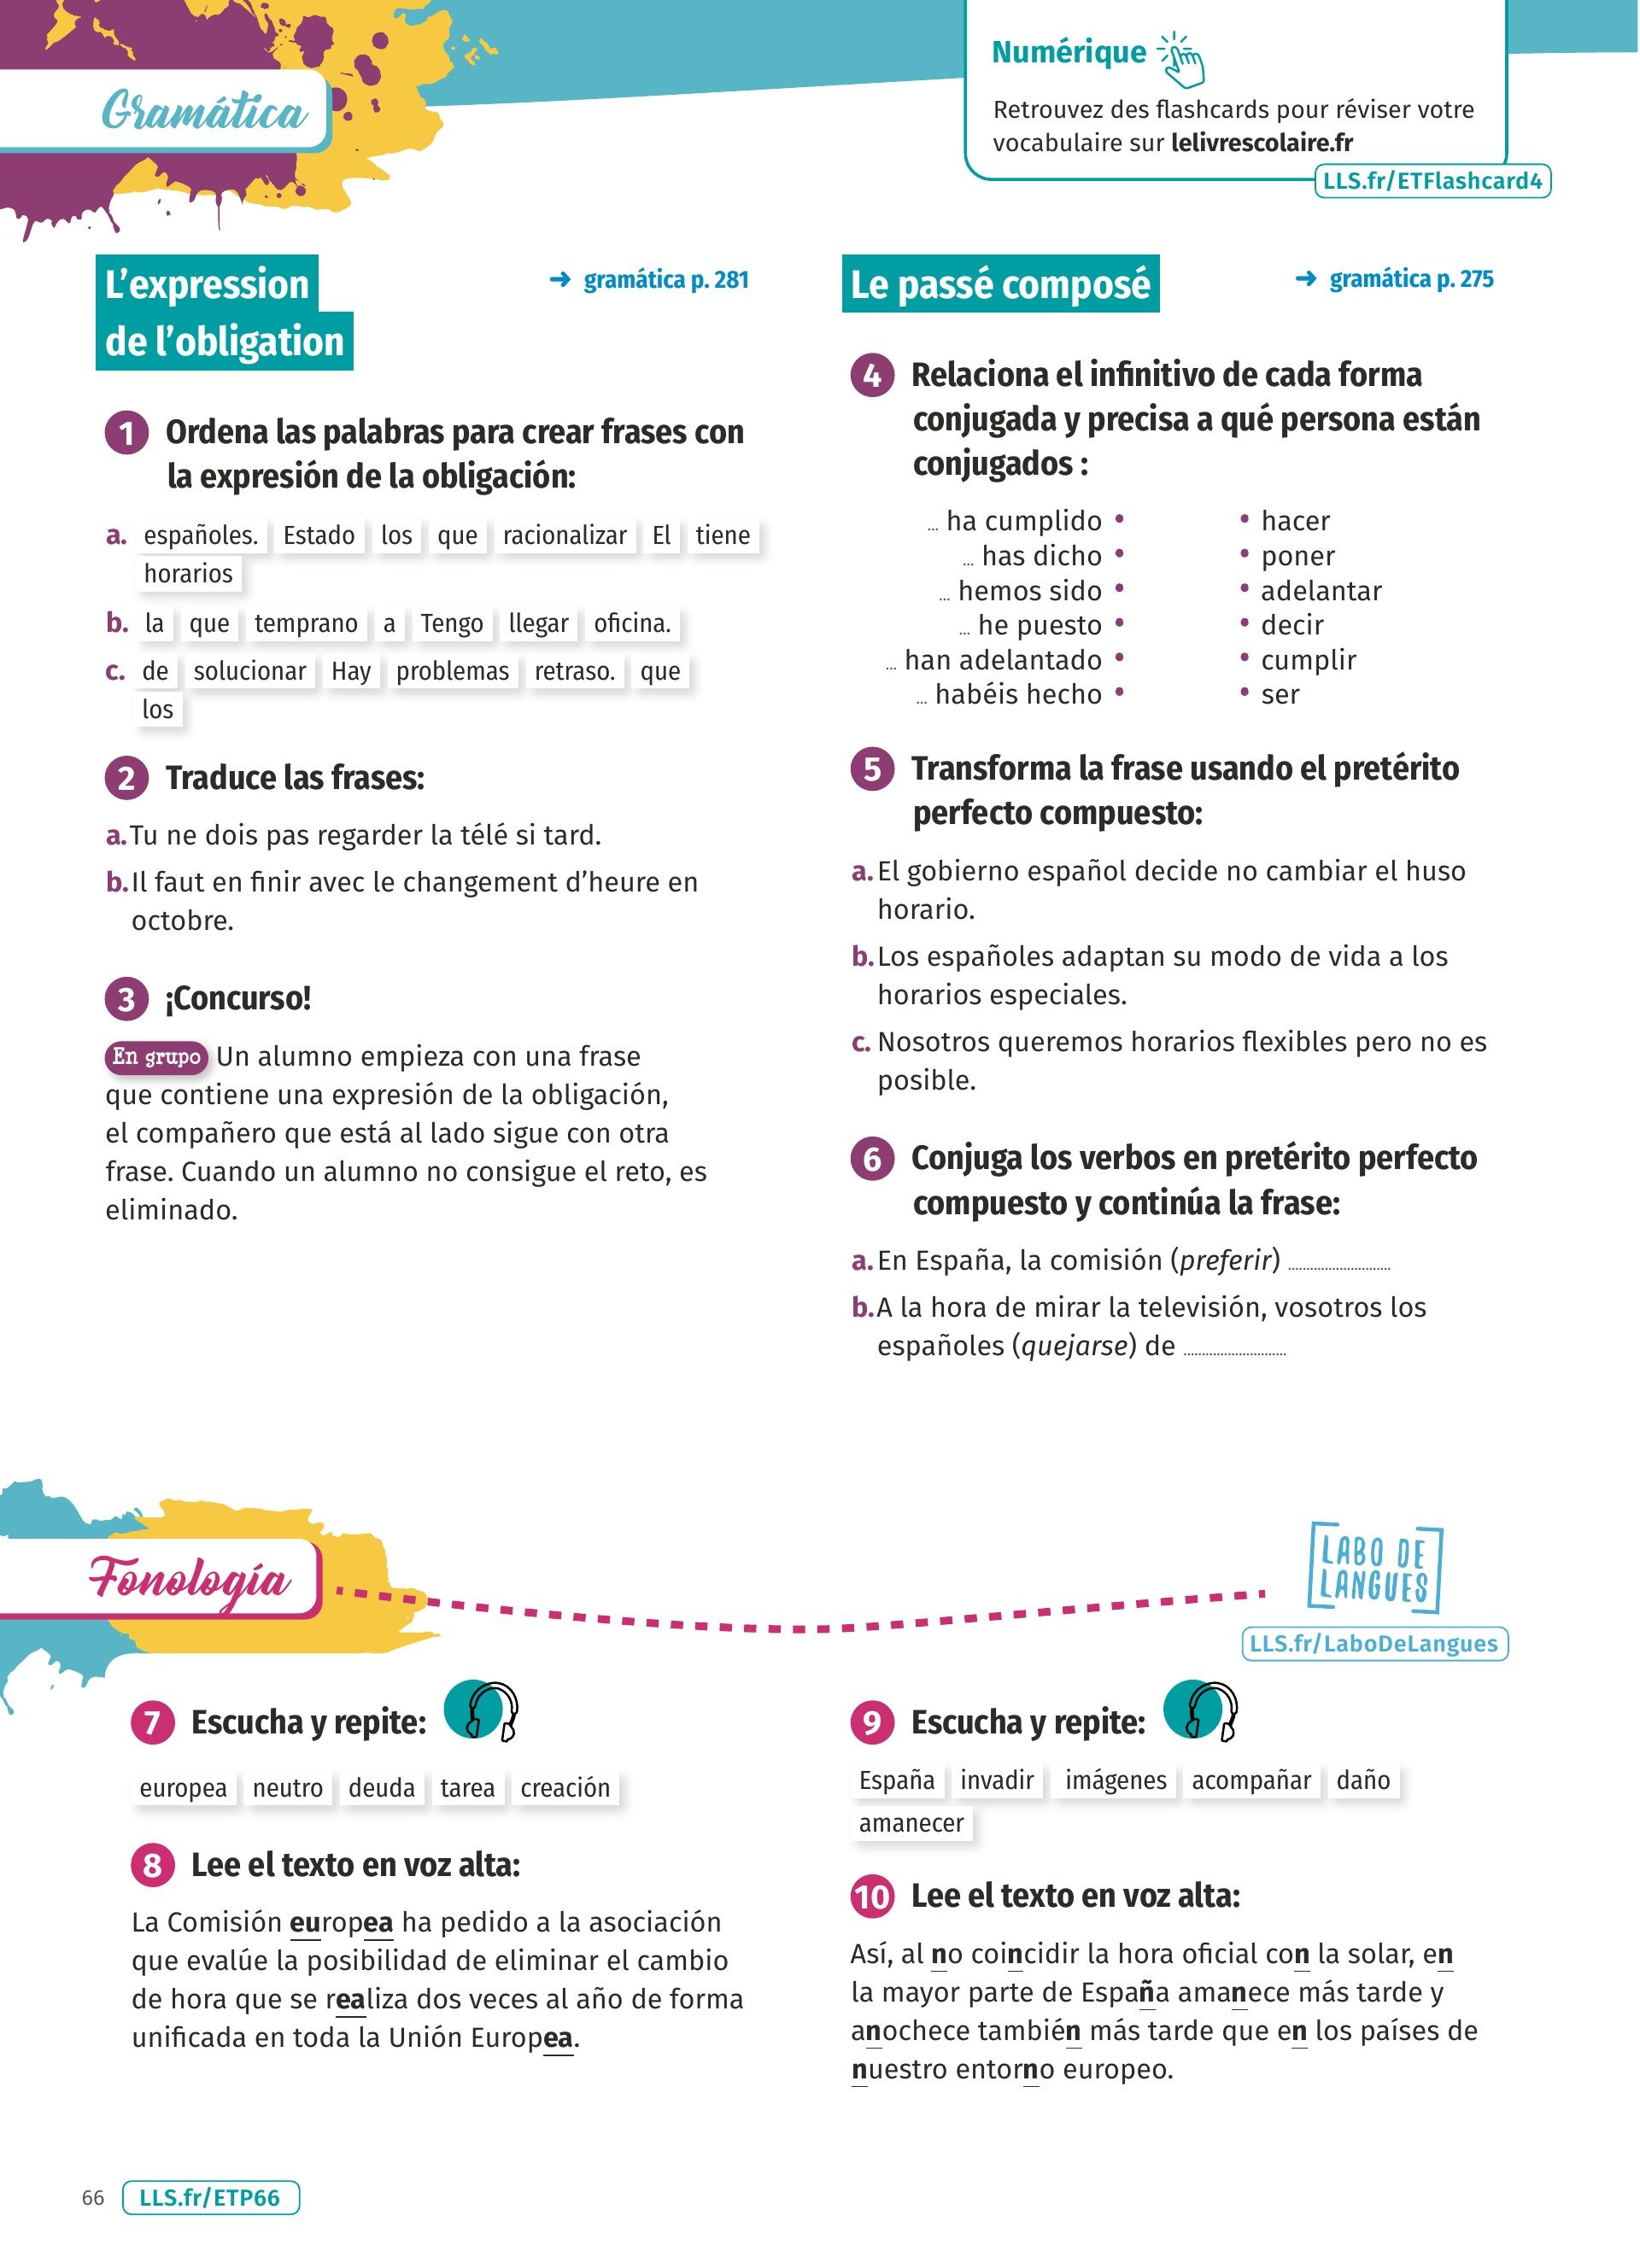 Gramática
Numérique
Retrouvez des flashcards pour réviser votre
vocabulaire sur lelivrescolaire.fr
LLS.fr/ETFlashcard4
L'expression
de l'obligation
➜ gramática p. 281
1 Ordena las palabras para crear frases con
la expresión de la obligación:
a. españoles. Estado los que racionalizar El tiene
horarios
b. la que temprano a Tengo llegar oficina.
c. de solucionar Hay problemas retraso. que
los
2 Traduce las frases:
a. Tu ne dois pas regarder la télé si tard.
b. Il faut en finir avec le changement d'heure en
octobre.
3 ¡Concurso!
En grupo Un alumno empieza con una frase
que contiene una expresión de la obligación,
el compañero que está al lado sigue con otra
frase. Cuando un alumno no consigue el reto, es
eliminado.
Le passé composé
➜ gramática p. 275
4 Relaciona el infinitivo de cada forma
conjugada y precisa a qué persona están
conjugados :
... ha cumplido • • hacer
... has dicho • • poner
... hemos sido • • adelantar
... he puesto • • decir
... han adelantado • • cumplir
... habéis hecho • • ser
5 Transforma la frase usando el pretérito
perfecto compuesto:
a. El gobierno español decide no cambiar el huso
horario.
b. Los españoles adaptan su modo de vida a los
horarios especiales.
c. Nosotros queremos horarios flexibles pero no es
posible.
6 Conjuga los verbos en pretérito perfecto
compuesto y continúa la frase:
a. En España, la comisión (preferir) ............................
b. A la hora de mirar la televisión, vosotros los
españoles (quejarse) de ............................
Fonología
LABO DE
LANGUES
LLS.fr/LaboDeLangues
7 Escucha y repite:
europea neutro deuda tarea creación
8 Lee el texto en voz alta:
La Comisión europea ha pedido a la asociación
que evalúe la posibilidad de eliminar el cambio
de hora que se realiza dos veces al año de forma
unificada en toda la Unión Europea.
9 Escucha y repite:
España invadir imágenes acompañar daño
amanecer
10 Lee el texto en voz alta:
Así, al no coincidir la hora oficial con la solar, en
la mayor parte de España amanece más tarde y
anochece también más tarde que en los países de
nuestro entorno europeo.
66 LLS.fr/ETP66